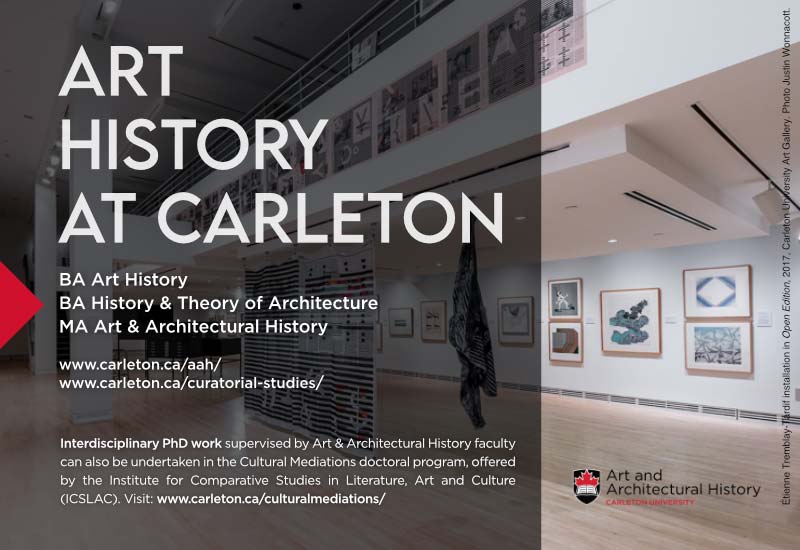 ART
HISTORY
AT CARLETON
BA Art History
BA History & Theory of Architecture
MA Art & Architectural History
www.carleton.ca/aah/
www.carleton.ca/curatorial-studies/
Interdisciplinary PhD work supervised by Art & Architectural History faculty
can also be undertaken in the Cultural Mediations doctoral program, offered
by the Institute for Comparative Studies in Literature, Art and Culture
(ICSLAC). Visit: www.carleton.ca/culturalmediations/
Art and
Architectural History
CARLETON UNIVERSITY
Étienne Tremblay-Tardif installation in Open Edition, 2017, Carleton University Art Gallery. Photo Justin Wonnacott.